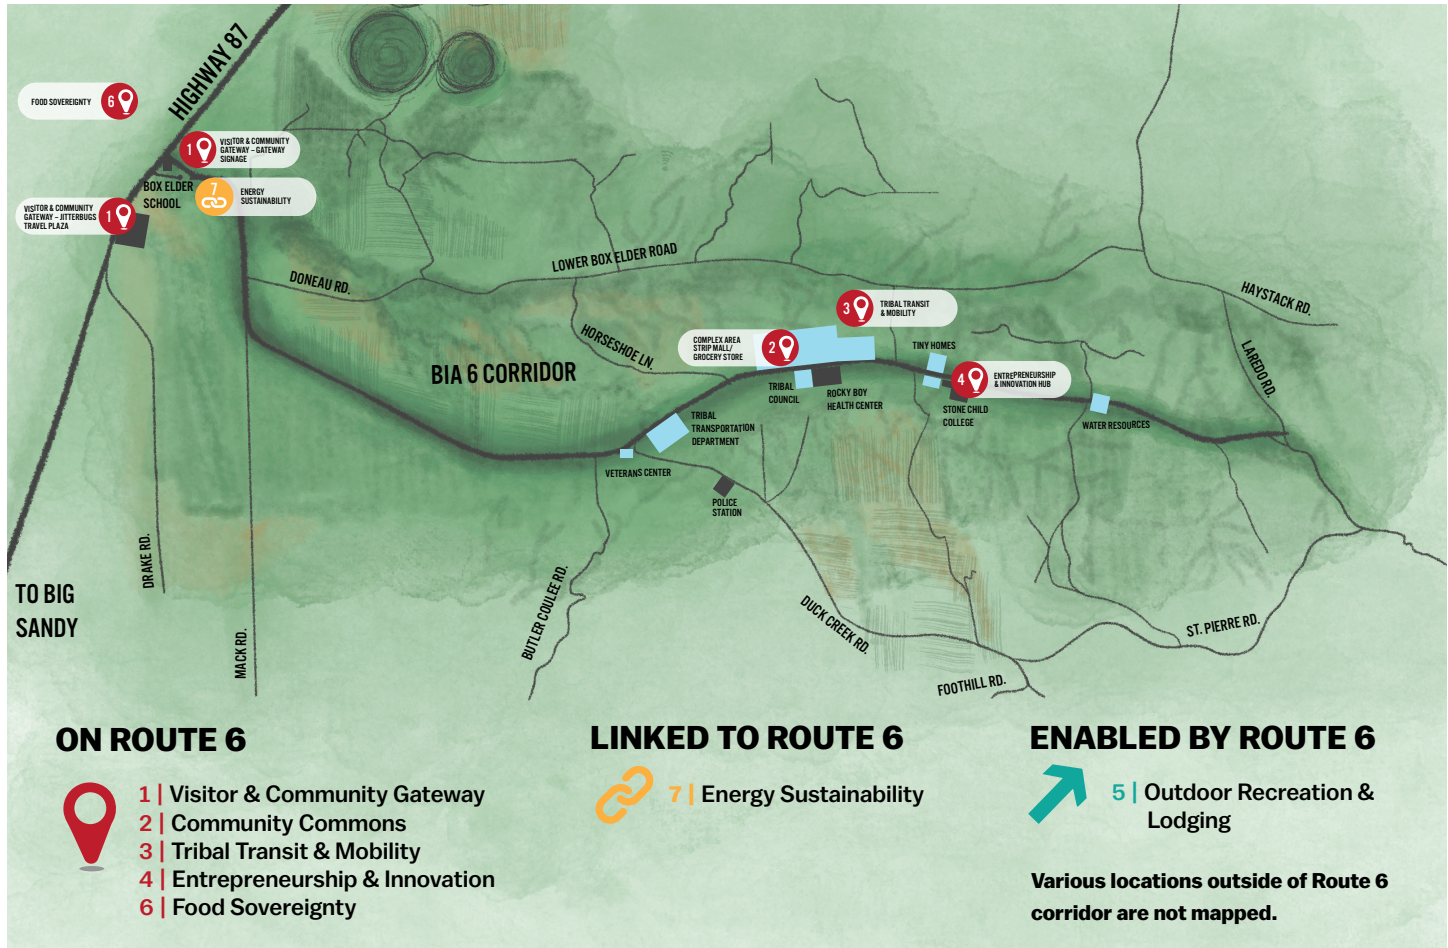 HIGHWAY 87
FOOD SOVEREIGNTY
6
1
VISITOR & COMMUNITY
GATEWAY – GATEWAY
SIGNAGE
BOX ELDER
SCHOOL
7
ENERGY
SUSTAINABILITY
VISITOR & COMMUNITY
GATEWAY – JITTERBUGS
TRAVEL PLAZA
1
DONEAU RD.
LOWER BOX ELDER ROAD
HAYSTACK RD.
3
TRIBAL TRANSIT
& MOBILITY
HORSESHOE LN.
COMPLEX AREA
STRIP MALL/
GROCERY STORE
2
TINY HOMES
LAREDO RD.
BIA 6 CORRIDOR
4
ENTREPRENEURSHIP
& INNOVATION HUB
TRIBAL
COUNCIL
ROCKY BOY
HEALTH CENTER
STONE CHILD
COLLEGE
WATER RESOURCES
TRIBAL
TRANSPORTATION
DEPARTMENT
VETERANS CENTER
POLICE
STATION
DRAKE RD.
TO BIG
SANDY
MACK RD.
BUTLER COULEE RD.
DUCK CREEK RD.
ST. PIERRE RD.
FOOTHILL RD.
ON ROUTE 6
1 | Visitor & Community Gateway
2 | Community Commons
3 | Tribal Transit & Mobility
4 | Entrepreneurship & Innovation
6 | Food Sovereignty
LINKED TO ROUTE 6
7 | Energy Sustainability
ENABLED BY ROUTE 6
5 | Outdoor Recreation &
Lodging
Various locations outside of Route 6
corridor are not mapped.